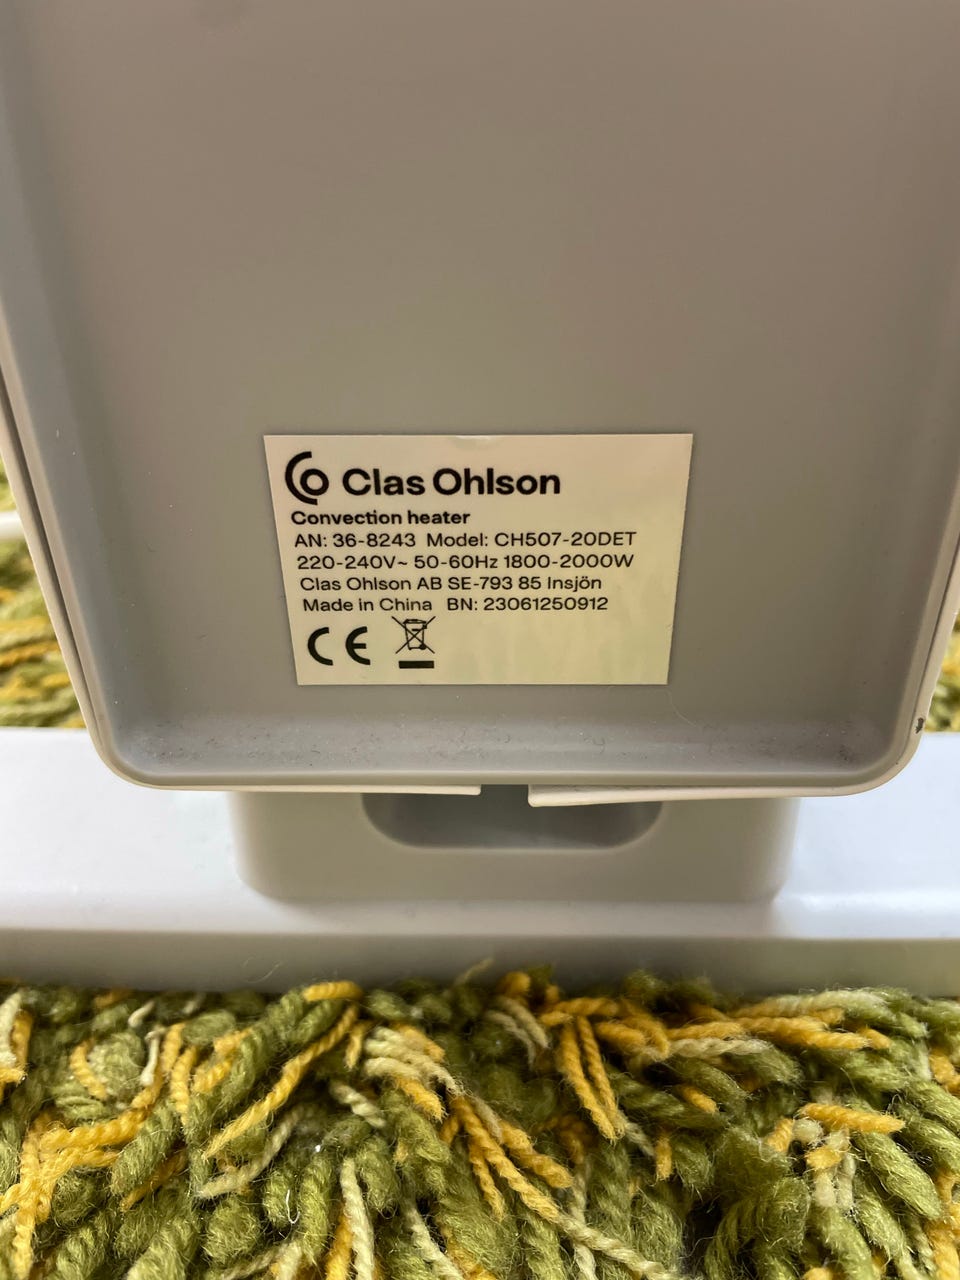 Clas Ohlson
Convection heater
AN: 36-8243 Model: CH507-20DET
220-240V~ 50-60Hz 1800-2000W
Clas Ohlson AB SE-793 85 Insjön
Made in China BN: 23061250912
CE